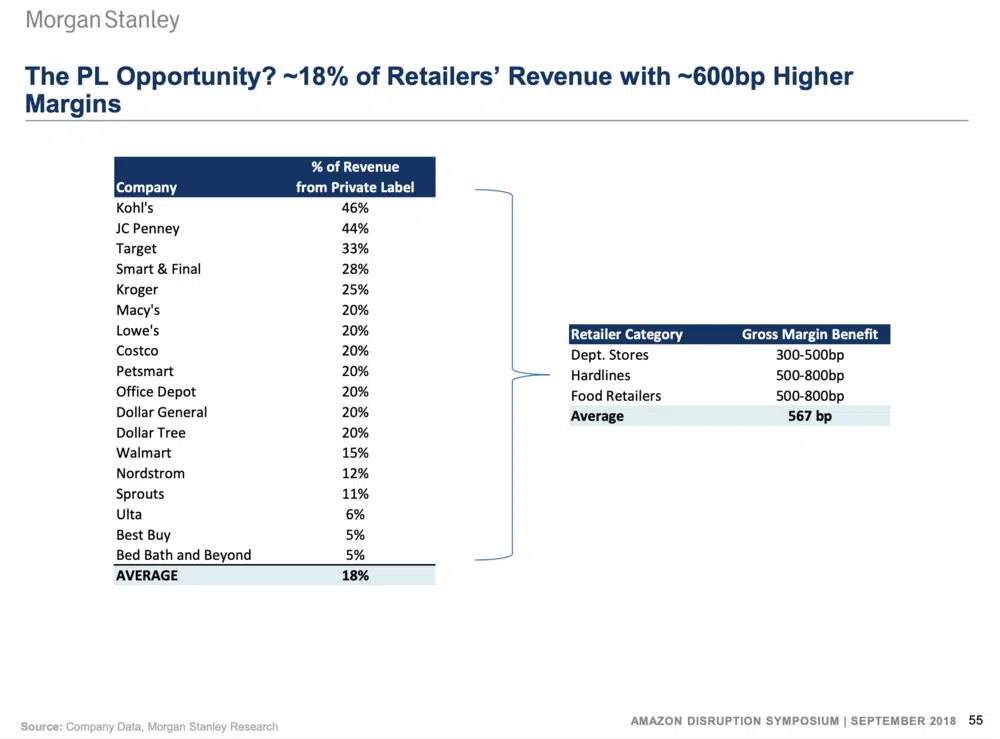 Morgan Stanley
The PL Opportunity? ~18% of Retailers’ Revenue with ~600bp Higher
Margins
% of Revenue
Company from Private Label
Kohl's 46%
JC Penney 44%
Target 33%
Smart & Final 28%
Kroger 25%
Macy's 20%
Lowe's 20%
Costco 20%
Petsmart 20%
Office Depot 20%
Dollar General 20%
Dollar Tree 20%
Walmart 15%
Nordstrom 12%
Sprouts 11%
Ulta 6%
Best Buy 5%
Bed Bath and Beyond 5%
AVERAGE 18%
Retailer Category Gross Margin Benefit
Dept. Stores 300-500bp
Hardlines 500-800bp
Food Retailers 500-800bp
Average 567 bp
Source: Company Data, Morgan Stanley Research
AMAZON DISRUPTION SYMPOSIUM | SEPTEMBER 2018 55